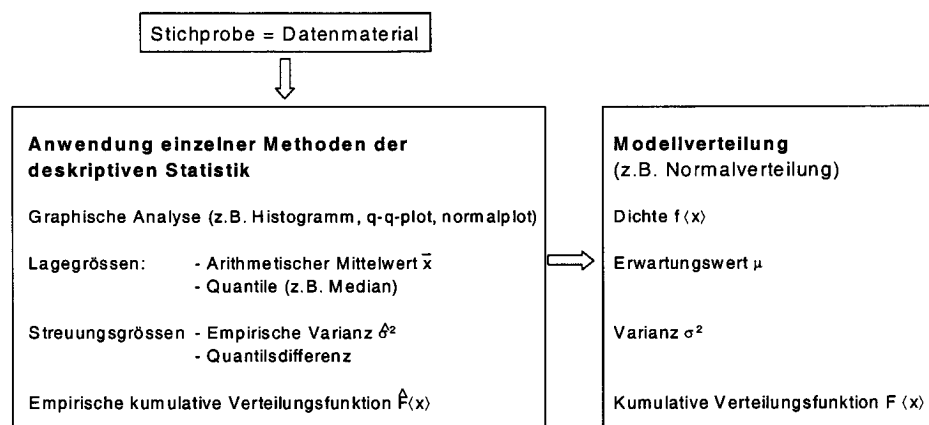 Stichprobe = Datenmaterial
Anwendung einzelner Methoden der
deskriptiven Statistik
Graphische Analyse (z.B. Histogramm, q-q-plot, normalplot)
Lagegrössen: - Arithmetischer Mittelwert x̄
- Quantile (z.B. Median)
Streuungsgrössen - Empirische Varianz σ̂²
- Quantilsdifferenz
Empirische kumulative Verteilungsfunktion F̂⟨x⟩
Modellverteilung
(z.B. Normalverteilung)
Dichte f⟨x⟩
Erwartungswert μ
Varianz σ²
Kumulative Verteilungsfunktion F ⟨x⟩